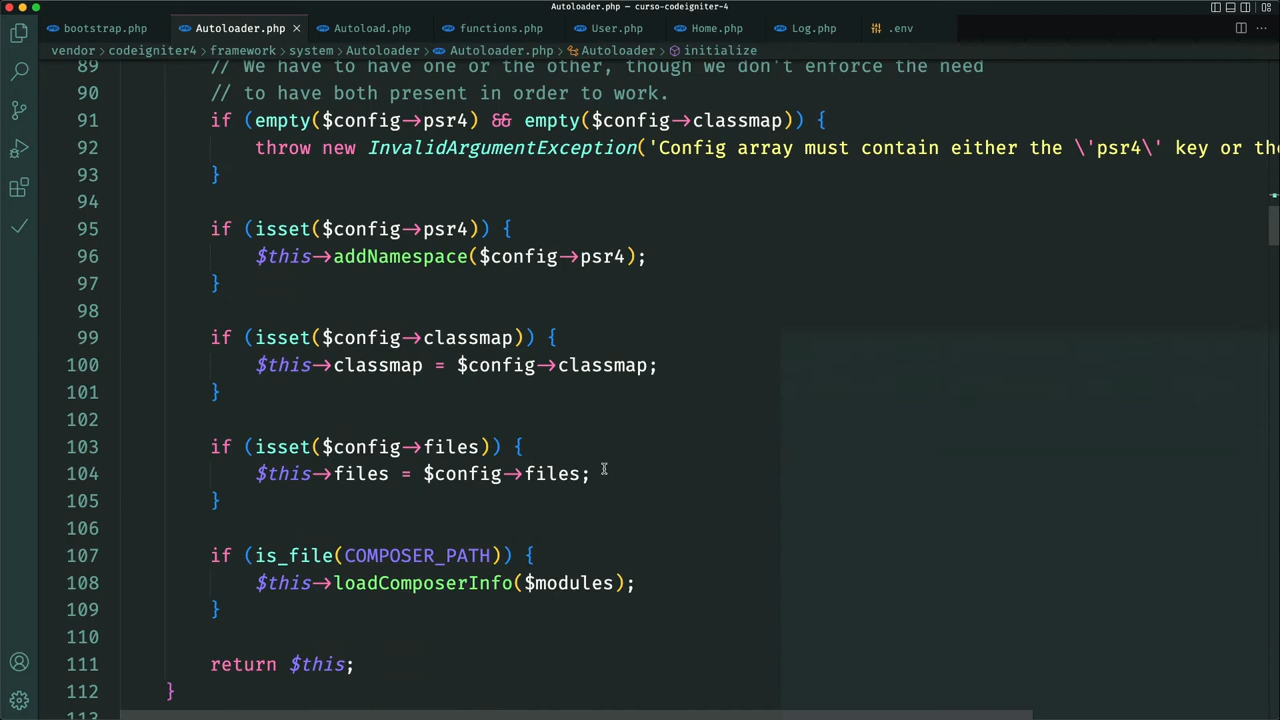 Autoloader.php — curso-codeigniter-4
bootstrap.php Autoloader.php Autoload.php functions.php User.php Home.php Log.php .env
vendor > codeigniter4 > framework > system > Autoloader > Autoloader.php > Autoloader > initialize
89 // We have to have one or the other, though we don't enforce the need
90 // to have both present in order to work.
91 if (empty($config->psr4) && empty($config->classmap)) {
92 throw new InvalidArgumentException('Config array must contain either the \'psr4\' key or the
93 }
94
95 if (isset($config->psr4)) {
96 $this->addNamespace($config->psr4);
97 }
98
99 if (isset($config->classmap)) {
100 $this->classmap = $config->classmap;
101 }
102
103 if (isset($config->files)) {
104 $this->files = $config->files;
105 }
106
107 if (is_file(COMPOSER_PATH)) {
108 $this->loadComposerInfo($modules);
109 }
110
111 return $this;
112 }